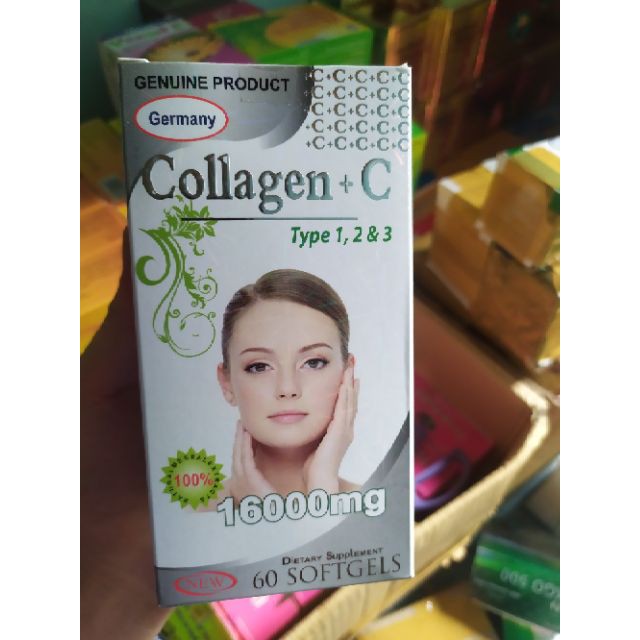 GENUINE PRODUCT
Germany
+C+C+C+C+C
+C+C+C+C+C
+C+C+C+C+C
+C+C+C+C+C
+C+C+C+C+C
Collagen + C
Type 1, 2 & 3
100%
16000mg
DIETARY SUPPLEMENT
NEW
60 SOFTGELS